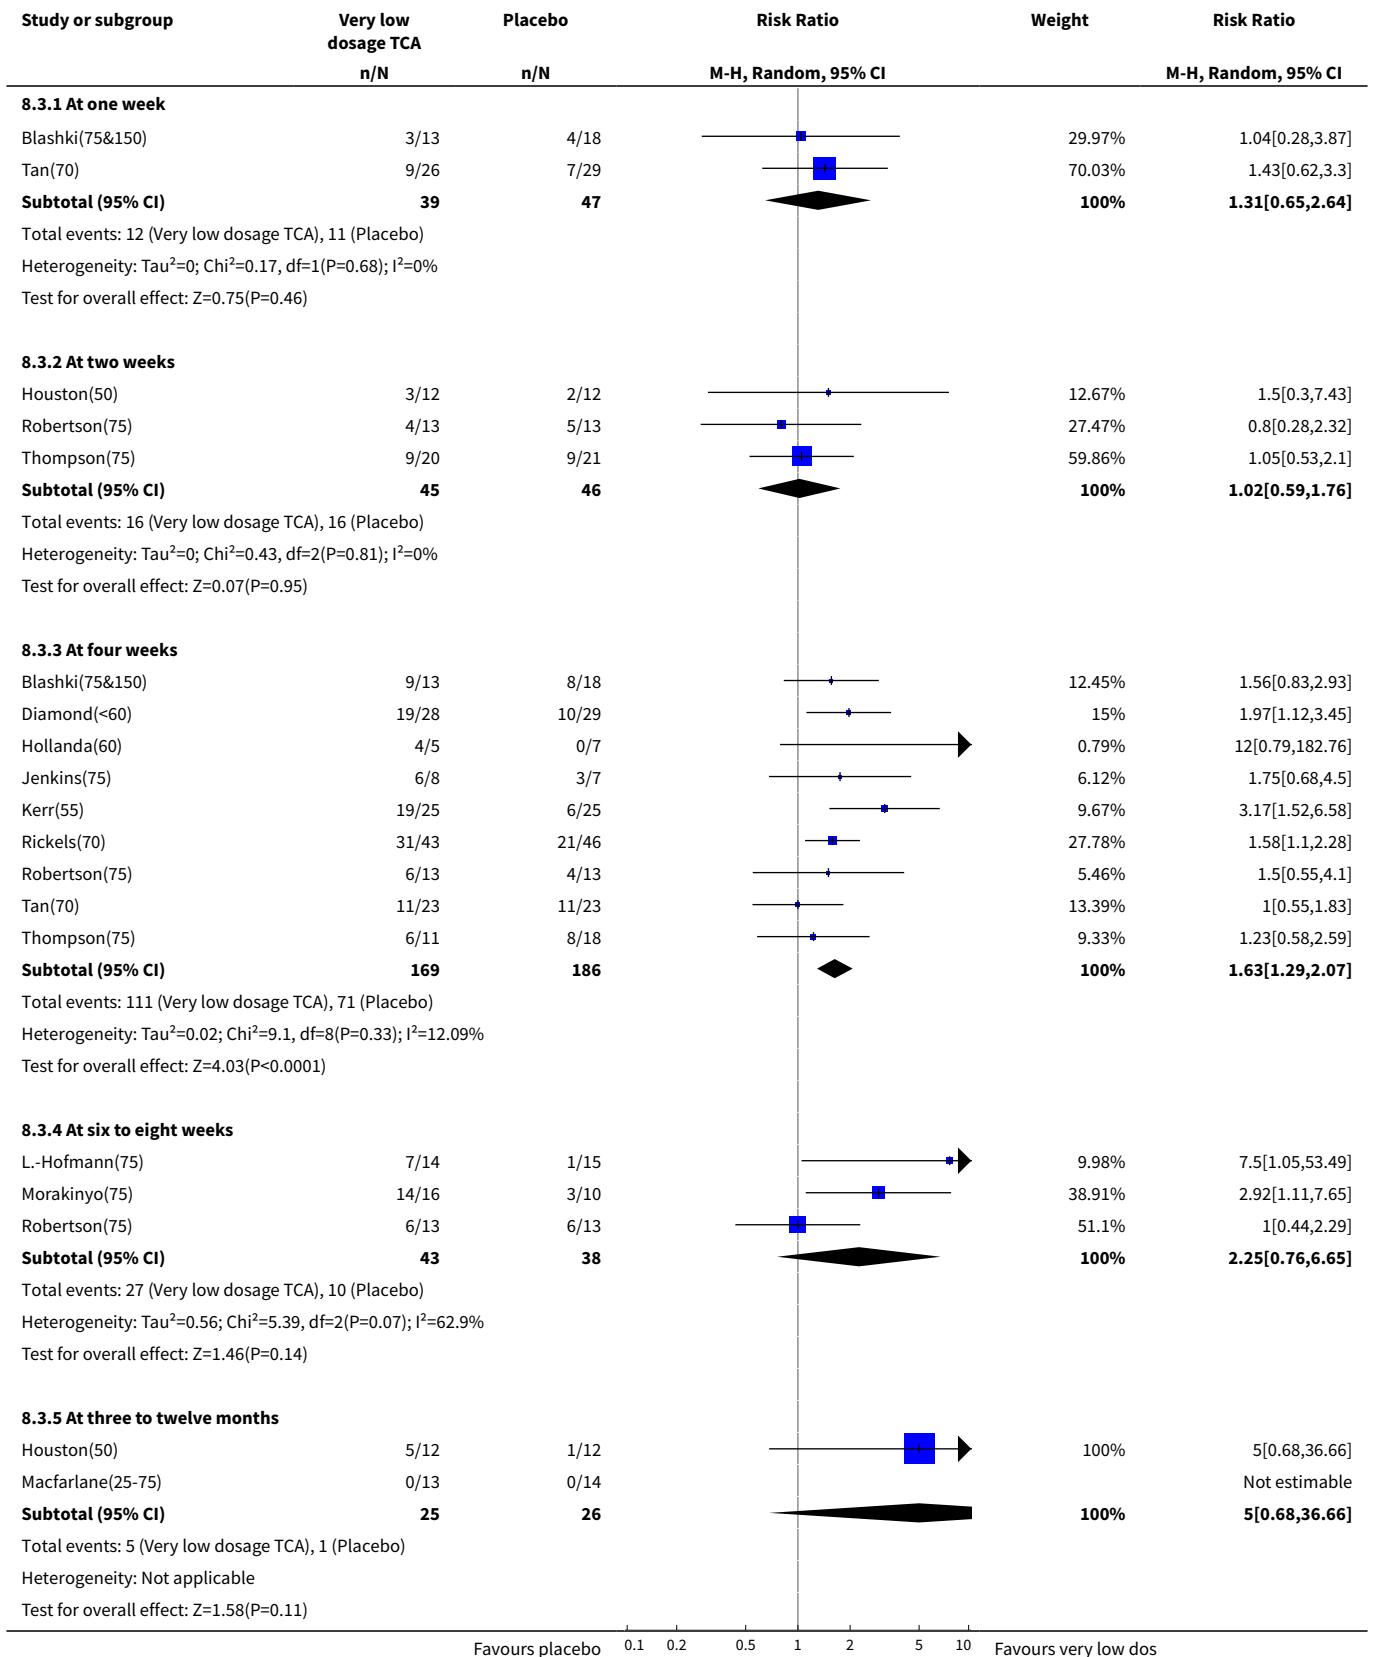 Study or subgroup Very low Placebo Risk Ratio Weight Risk Ratio
dosage TCA
n/N n/N M-H, Random, 95% CI M-H, Random, 95% CI
8.3.1 At one week
Blashki(75&150) 3/13 4/18 29.97% 1.04[0.28,3.87]
Tan(70) 9/26 7/29 70.03% 1.43[0.62,3.3]
Subtotal (95% CI) 39 47 100% 1.31[0.65,2.64]
Total events: 12 (Very low dosage TCA), 11 (Placebo)
Heterogeneity: Tau²=0; Chi²=0.17, df=1(P=0.68); I²=0%
Test for overall effect: Z=0.75(P=0.46)
8.3.2 At two weeks
Houston(50) 3/12 2/12 12.67% 1.5[0.3,7.43]
Robertson(75) 4/13 5/13 27.47% 0.8[0.28,2.32]
Thompson(75) 9/20 9/21 59.86% 1.05[0.53,2.1]
Subtotal (95% CI) 45 46 100% 1.02[0.59,1.76]
Total events: 16 (Very low dosage TCA), 16 (Placebo)
Heterogeneity: Tau²=0; Chi²=0.43, df=2(P=0.81); I²=0%
Test for overall effect: Z=0.07(P=0.95)
8.3.3 At four weeks
Blashki(75&150) 9/13 8/18 12.45% 1.56[0.83,2.93]
Diamond(<60) 19/28 10/29 15% 1.97[1.12,3.45]
Hollanda(60) 4/5 0/7 0.79% 12[0.79,182.76]
Jenkins(75) 6/8 3/7 6.12% 1.75[0.68,4.5]
Kerr(55) 19/25 6/25 9.67% 3.17[1.52,6.58]
Rickels(70) 31/43 21/46 27.78% 1.58[1.1,2.28]
Robertson(75) 6/13 4/13 5.46% 1.5[0.55,4.1]
Tan(70) 11/23 11/23 13.39% 1[0.55,1.83]
Thompson(75) 6/11 8/18 9.33% 1.23[0.58,2.59]
Subtotal (95% CI) 169 186 100% 1.63[1.29,2.07]
Total events: 111 (Very low dosage TCA), 71 (Placebo)
Heterogeneity: Tau²=0.02; Chi²=9.1, df=8(P=0.33); I²=12.09%
Test for overall effect: Z=4.03(P<0.0001)
8.3.4 At six to eight weeks
L.-Hofmann(75) 7/14 1/15 9.98% 7.5[1.05,53.49]
Morakinyo(75) 14/16 3/10 38.91% 2.92[1.11,7.65]
Robertson(75) 6/13 6/13 51.1% 1[0.44,2.29]
Subtotal (95% CI) 43 38 100% 2.25[0.76,6.65]
Total events: 27 (Very low dosage TCA), 10 (Placebo)
Heterogeneity: Tau²=0.56; Chi²=5.39, df=2(P=0.07); I²=62.9%
Test for overall effect: Z=1.46(P=0.14)
8.3.5 At three to twelve months
Houston(50) 5/12 1/12 100% 5[0.68,36.66]
Macfarlane(25-75) 0/13 0/14 Not estimable
Subtotal (95% CI) 25 26 100% 5[0.68,36.66]
Total events: 5 (Very low dosage TCA), 1 (Placebo)
Heterogeneity: Not applicable
Test for overall effect: Z=1.58(P=0.11)
Favours placebo 0.1 0.2 0.5 1 2 5 10 Favours very low dos